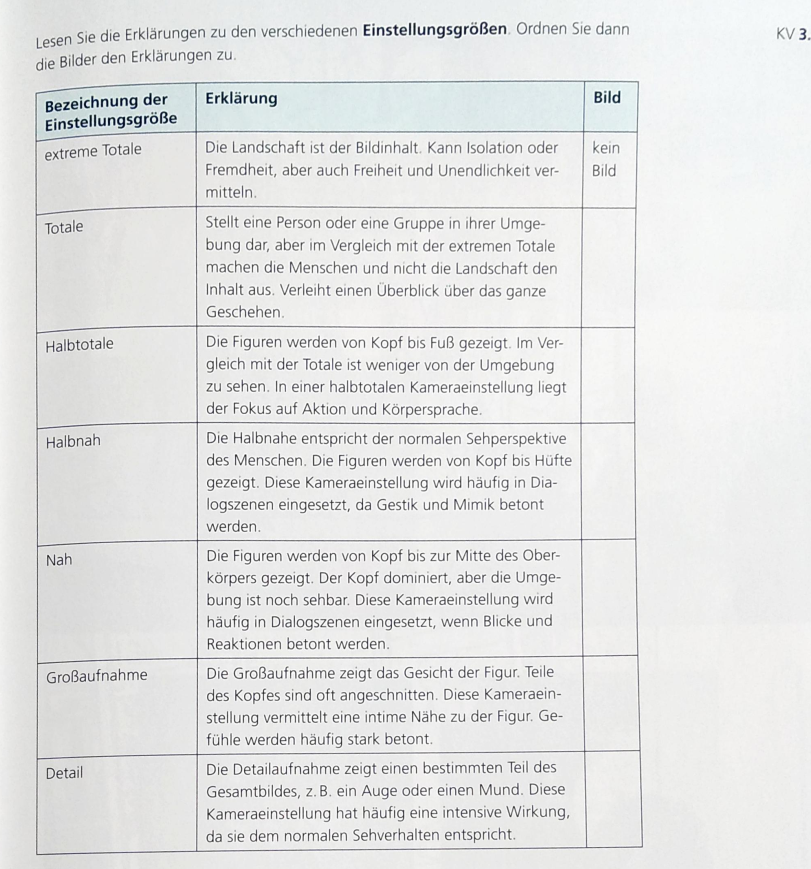 Lesen Sie die Erklärungen zu den verschiedenen Einstellungsgrößen. Ordnen Sie dann
die Bilder den Erklärungen zu.
KV 3.
Bezeichnung der
Einstellungsgröße
Erklärung
Bild
extreme Totale
Die Landschaft ist der Bildinhalt. Kann Isolation oder
Fremdheit, aber auch Freiheit und Unendlichkeit ver-
mitteln.
kein
Bild
Totale
Stellt eine Person oder eine Gruppe in ihrer Umge-
bung dar, aber im Vergleich mit der extremen Totale
machen die Menschen und nicht die Landschaft den
Inhalt aus. Verleiht einen Überblick über das ganze
Geschehen.
Halbtotale
Die Figuren werden von Kopf bis Fuß gezeigt. Im Ver-
gleich mit der Totale ist weniger von der Umgebung
zu sehen. In einer halbtotalen Kameraeinstellung liegt
der Fokus auf Aktion und Körpersprache.
Halbnah
Die Halbnahe entspricht der normalen Sehperspektive
des Menschen. Die Figuren werden von Kopf bis Hüfte
gezeigt. Diese Kameraeinstellung wird häufig in Dia-
logszenen eingesetzt, da Gestik und Mimik betont
werden.
Nah
Die Figuren werden von Kopf bis zur Mitte des Ober-
körpers gezeigt. Der Kopf dominiert, aber die Umge-
bung ist noch sehbar. Diese Kameraeinstellung wird
häufig in Dialogszenen eingesetzt, wenn Blicke und
Reaktionen betont werden.
Großaufnahme
Die Großaufnahme zeigt das Gesicht der Figur. Teile
des Kopfes sind oft angeschnitten. Diese Kameraein-
stellung vermittelt eine intime Nähe zu der Figur. Ge-
fühle werden häufig stark betont.
Detail
Die Detailaufnahme zeigt einen bestimmten Teil des
Gesamtbildes, z. B. ein Auge oder einen Mund. Diese
Kameraeinstellung hat häufig eine intensive Wirkung,
da sie dem normalen Sehverhalten entspricht.